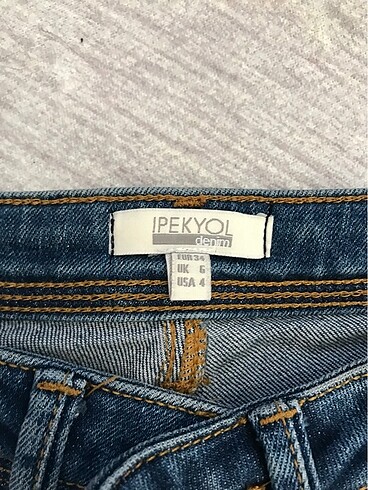 IPEKYOL
denim
EUR 34
UK 6
USA 4